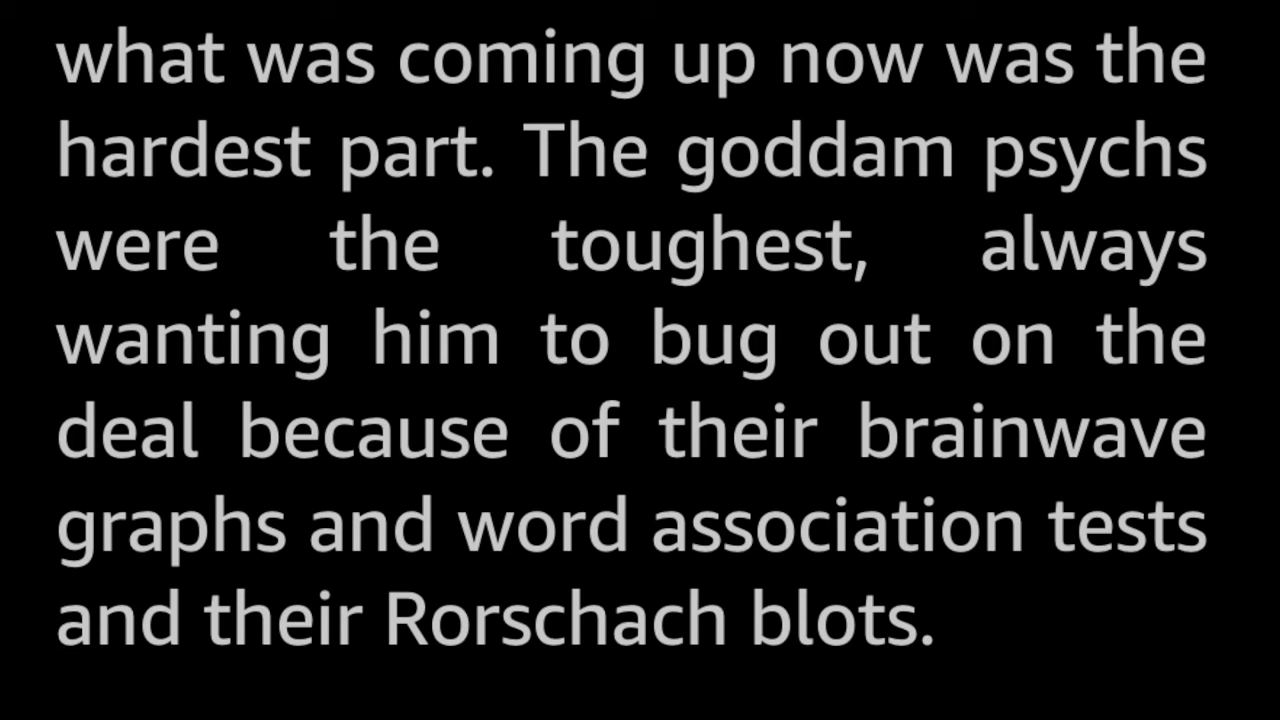 what was coming up now was the
hardest part. The goddam psychs
were the toughest, always
wanting him to bug out on the
deal because of their brainwave
graphs and word association tests
and their Rorschach blots.